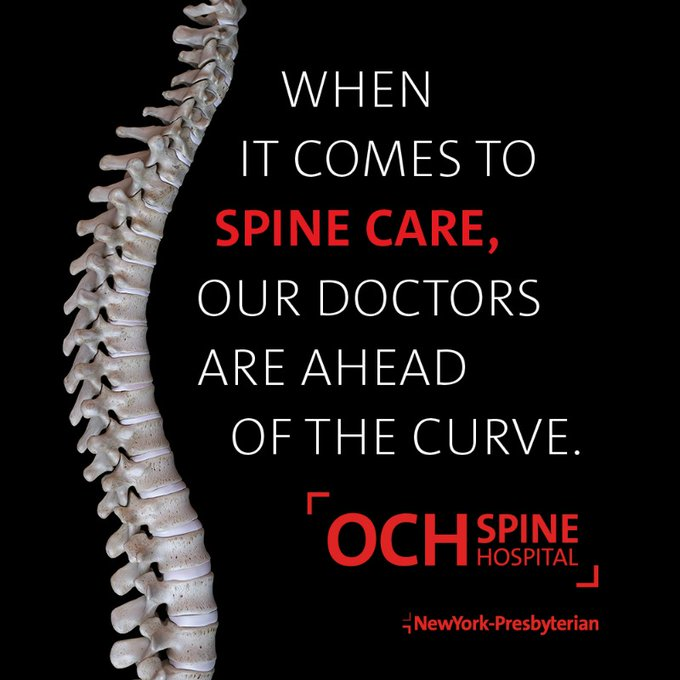 WHEN
IT COMES TO
SPINE CARE,
OUR DOCTORS
ARE AHEAD
OF THE CURVE.
OCH SPINE
HOSPITAL
NewYork-Presbyterian